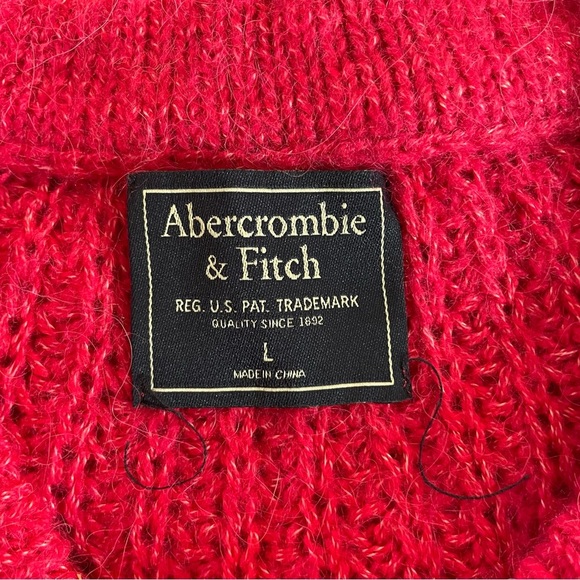 Abercrombie
& Fitch
REG. U.S. PAT. TRADEMARK
QUALITY SINCE 1892
L
MADE IN CHINA